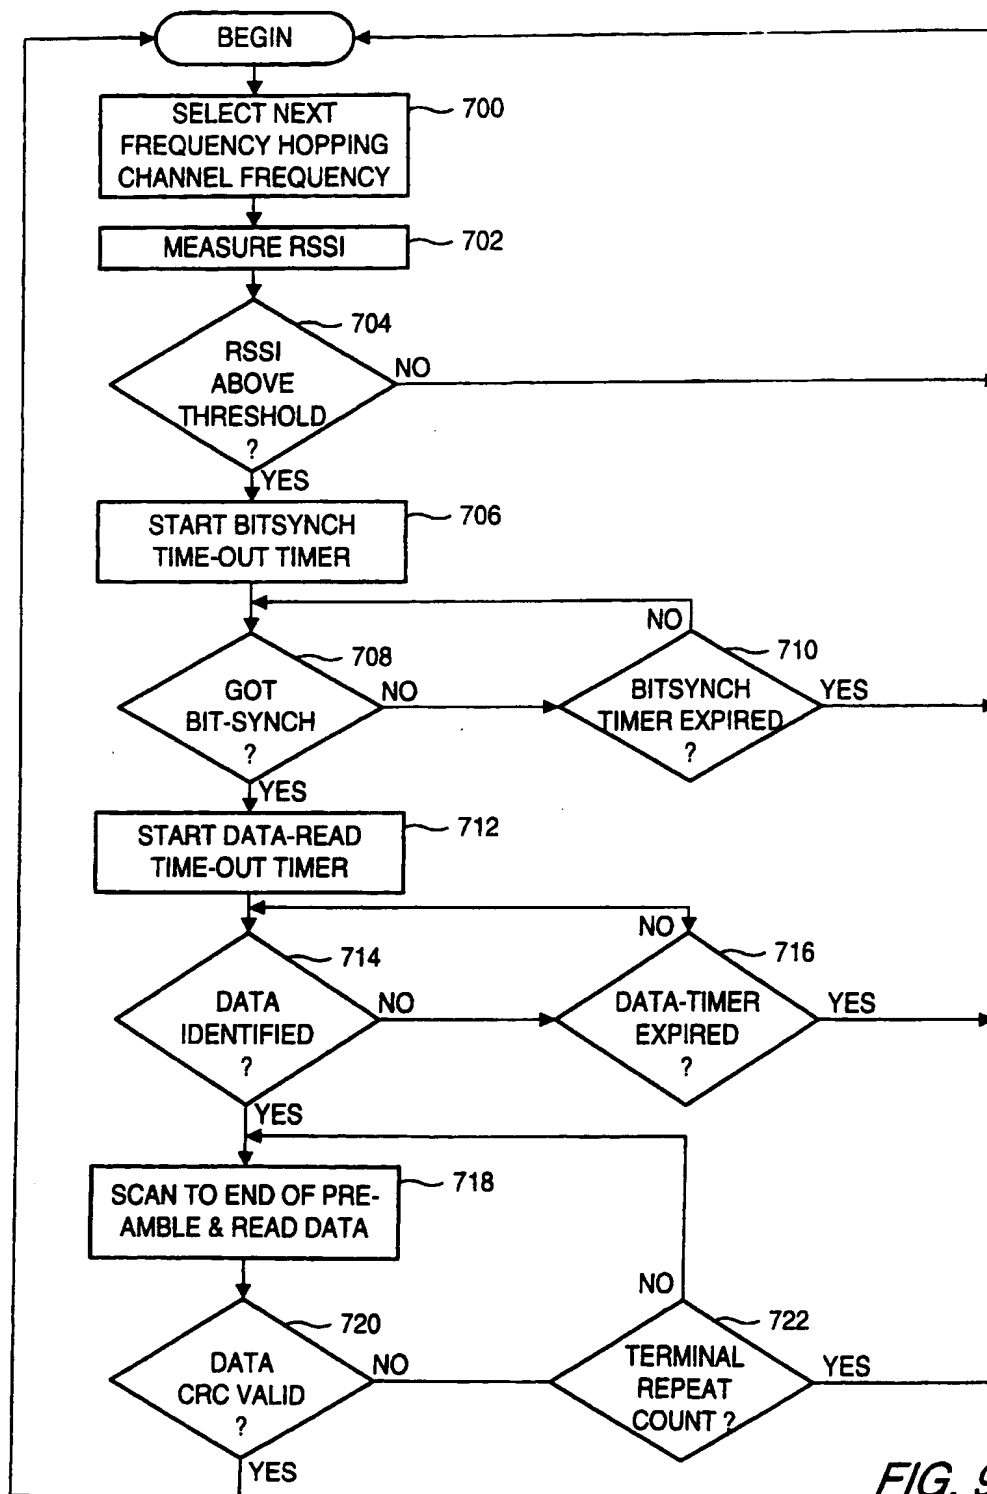 BEGIN
SELECT NEXT
FREQUENCY HOPPING
CHANNEL FREQUENCY
700
MEASURE RSSI
702
704
RSSI
ABOVE
THRESHOLD
?
NO
YES
START BITSYNCH
TIME-OUT TIMER
706
NO
708
GOT
BIT-SYNCH
?
NO
710
BITSYNCH
TIMER EXPIRED
?
YES
YES
START DATA-READ
TIME-OUT TIMER
712
NO
714
DATA
IDENTIFIED
?
NO
716
DATA-TIMER
EXPIRED
?
YES
YES
SCAN TO END OF PRE-
AMBLE & READ DATA
718
NO
720
DATA
CRC VALID
?
NO
722
TERMINAL
REPEAT
COUNT ?
YES
YES
FIG. 9